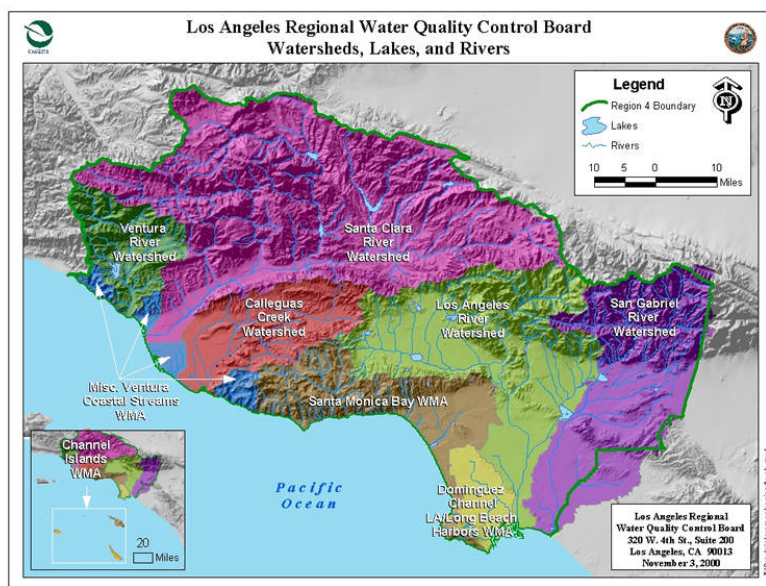 Los Angeles Regional Water Quality Control Board
Watersheds, Lakes, and Rivers
Legend
Region 4 Boundary
Lakes
Rivers
10 0 10
Miles
N
Ventura
River
Watershed
Santa Clara
River
Watershed
Calleguas
Creek
Watershed
Los Angeles
River
Watershed
San Gabriel
River
Watershed
Misc. Ventura
Coastal Streams
WMA
Santa Monica Bay WMA
Channel
Islands
WMA
20
Miles
Pacific
Ocean
Dominguez
Channel
LA/Long Beach
Harbors WMA
Los Angeles Regional
Water Quality Control Board
320 W. 4th St., Suite 200
Los Angeles, CA 90013
November 3, 2000